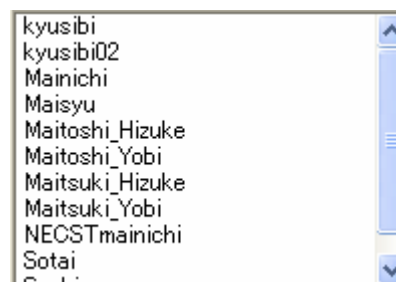 kyusibi
kyusibi02
Mainichi
Maisyu
Maitoshi_Hizuke
Maitoshi_Yobi
Maitsuki_Hizuke
Maitsuki_Yobi
NECSTmainichi
Sotai